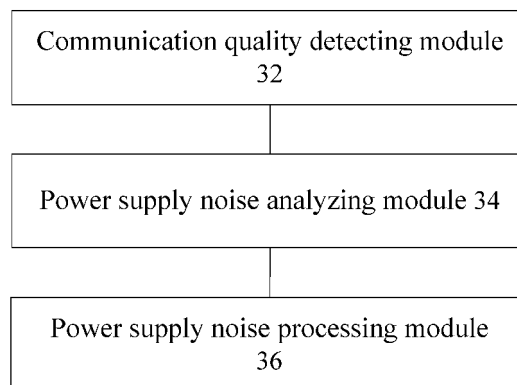 Communication quality detecting module
32
Power supply noise analyzing module 34
Power supply noise processing module
36